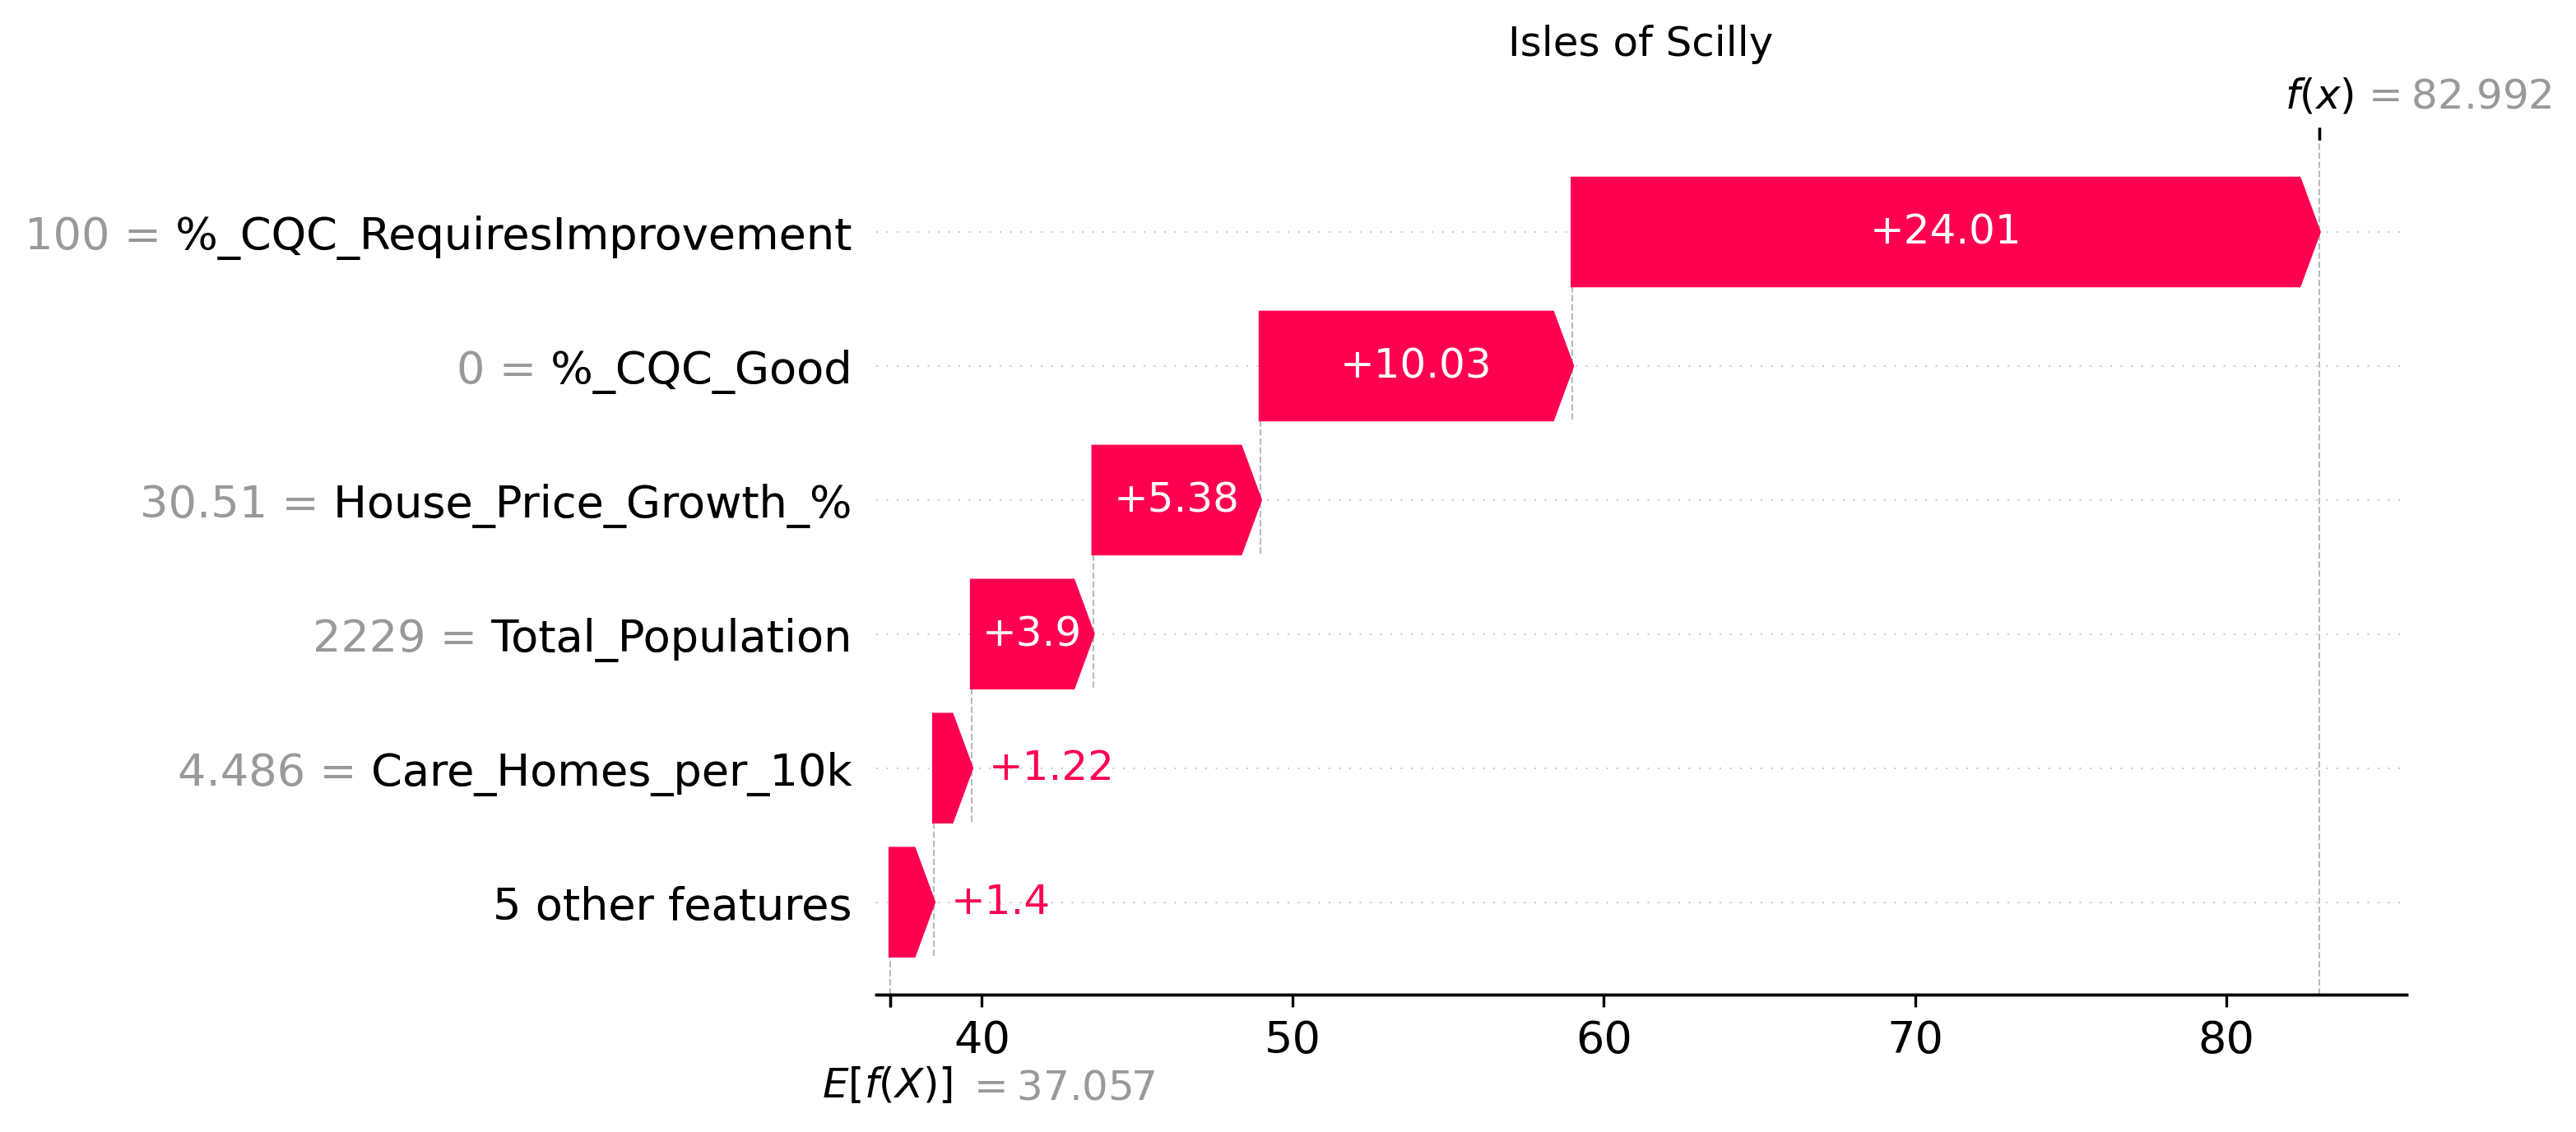 Isles of Scilly
f(x) = 82.992
100 = %_CQC_RequiresImprovement
+24.01
0 = %_CQC_Good
+10.03
30.51 = House_Price_Growth_%
+5.38
2229 = Total_Population
+3.9
4.486 = Care_Homes_per_10k
+1.22
5 other features
+1.4
40 50 60 70 80
E[f(X)] = 37.057